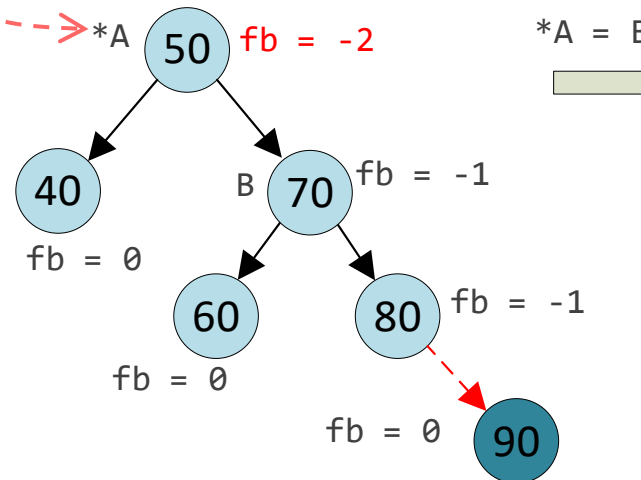 *A 50 fb = -2
*A = B
40
B 70 fb = -1
fb = 0
60
80 fb = -1
fb = 0
fb = 0 90